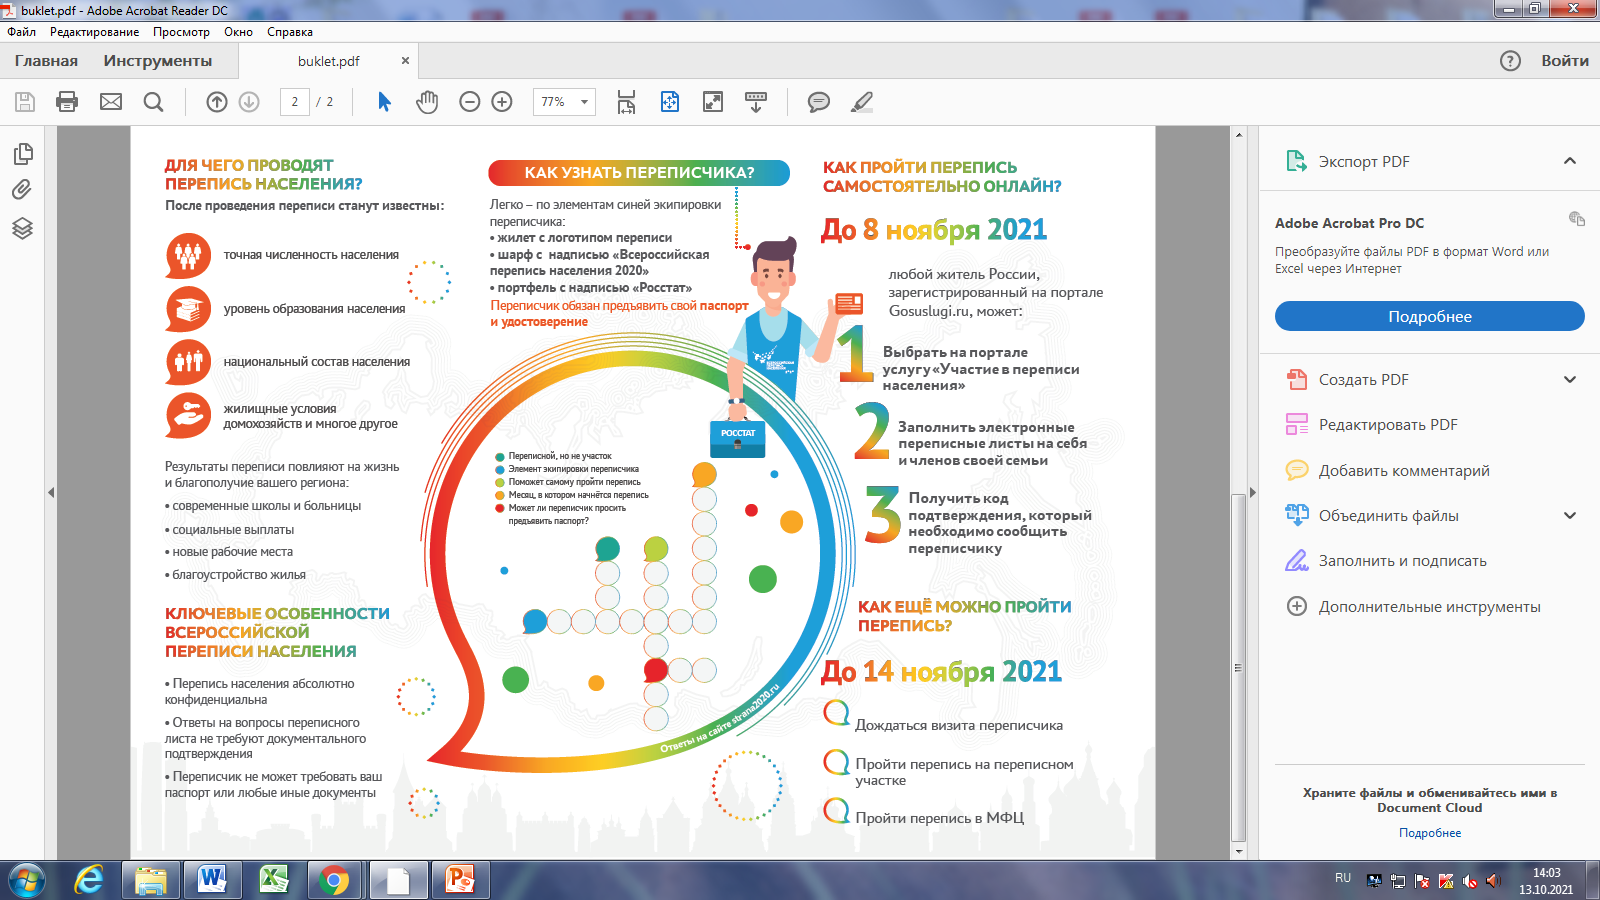 buklet.pdf - Adobe Acrobat Reader DC
Файл Редактирование Просмотр Окно Справка
Главная Инструменты buklet.pdf × Войти
2 / 2 77%
ДЛЯ ЧЕГО ПРОВОДЯТ
ПЕРЕПИСЬ НАСЕЛЕНИЯ?
После проведения переписи станут известны:
точная численность населения
уровень образования населения
национальный состав населения
жилищные условия
домохозяйств и многое другое
Результаты переписи повлияют на жизнь
и благополучие вашего региона:
• современные школы и больницы
• социальные выплаты
• новые рабочие места
• благоустройство жилья
КЛЮЧЕВЫЕ ОСОБЕННОСТИ
ВСЕРОССИЙСКОЙ
ПЕРЕПИСИ НАСЕЛЕНИЯ
• Перепись населения абсолютно
конфиденциальна
• Ответы на вопросы переписного
листа не требуют документального
подтверждения
• Переписчик не может требовать ваш
паспорт или любые иные документы
КАК УЗНАТЬ ПЕРЕПИСЧИКА?
Легко – по элементам синей экипировки
переписчика:
• жилет с логотипом переписи
• шарф с надписью «Всероссийская
перепись населения 2020»
• портфель с надписью «Росстат»
Переписчик обязан предъявить свой паспорт
и удостоверение
РОССТАТ
Переписной, но не участок
Элемент экипировки переписчика
Поможет самому пройти перепись
Месяц, в котором начнётся перепись
Может ли переписчик просить
предъявить паспорт?
Ответы на сайте strana2020.ru
КАК ПРОЙТИ ПЕРЕПИСЬ
САМОСТОЯТЕЛЬНО ОНЛАЙН?
До 8 ноября 2021
любой житель России,
зарегистрированный на портале
Gosuslugi.ru, может:
1 Выбрать на портале
услугу «Участие в переписи
населения»
2 Заполнить электронные
переписные листы на себя
и членов своей семьи
3 Получить код
подтверждения, который
необходимо сообщить
переписчику
КАК ЕЩЁ МОЖНО ПРОЙТИ
ПЕРЕПИСЬ?
До 14 ноября 2021
Дождаться визита переписчика
Пройти перепись на переписном
участке
Пройти перепись в МФЦ
Экспорт PDF
Adobe Acrobat Pro DC
Преобразуйте файлы PDF в формат Word или
Excel через Интернет
Подробнее
Создать PDF
Редактировать PDF
Добавить комментарий
Объединить файлы
Заполнить и подписать
Дополнительные инструменты
Храните файлы и обменивайтесь ими в
Document Cloud
Подробнее
RU
14:03
13.10.2021